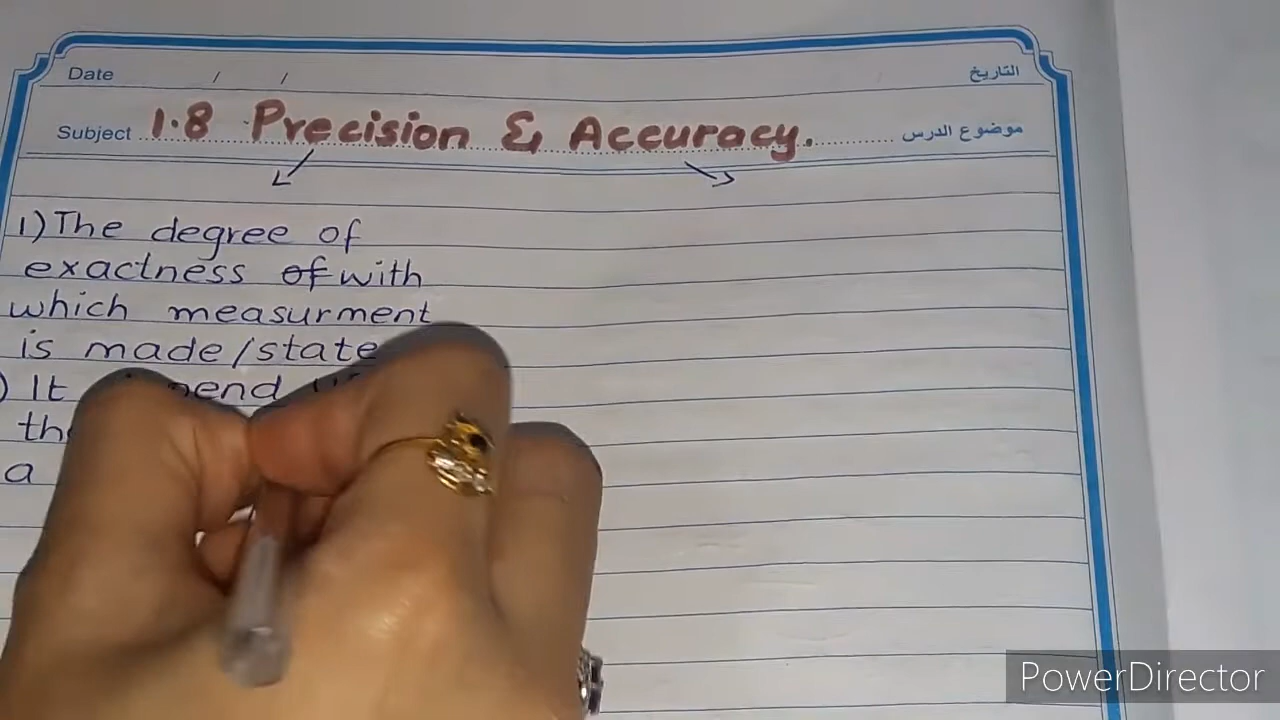 Date / / التاريخ
Subject 1.8 Precision & Accuracy. موضوع الدرس
1) The degree of
exactness of with
which measurment
is made/state
) It
a
PowerDirector